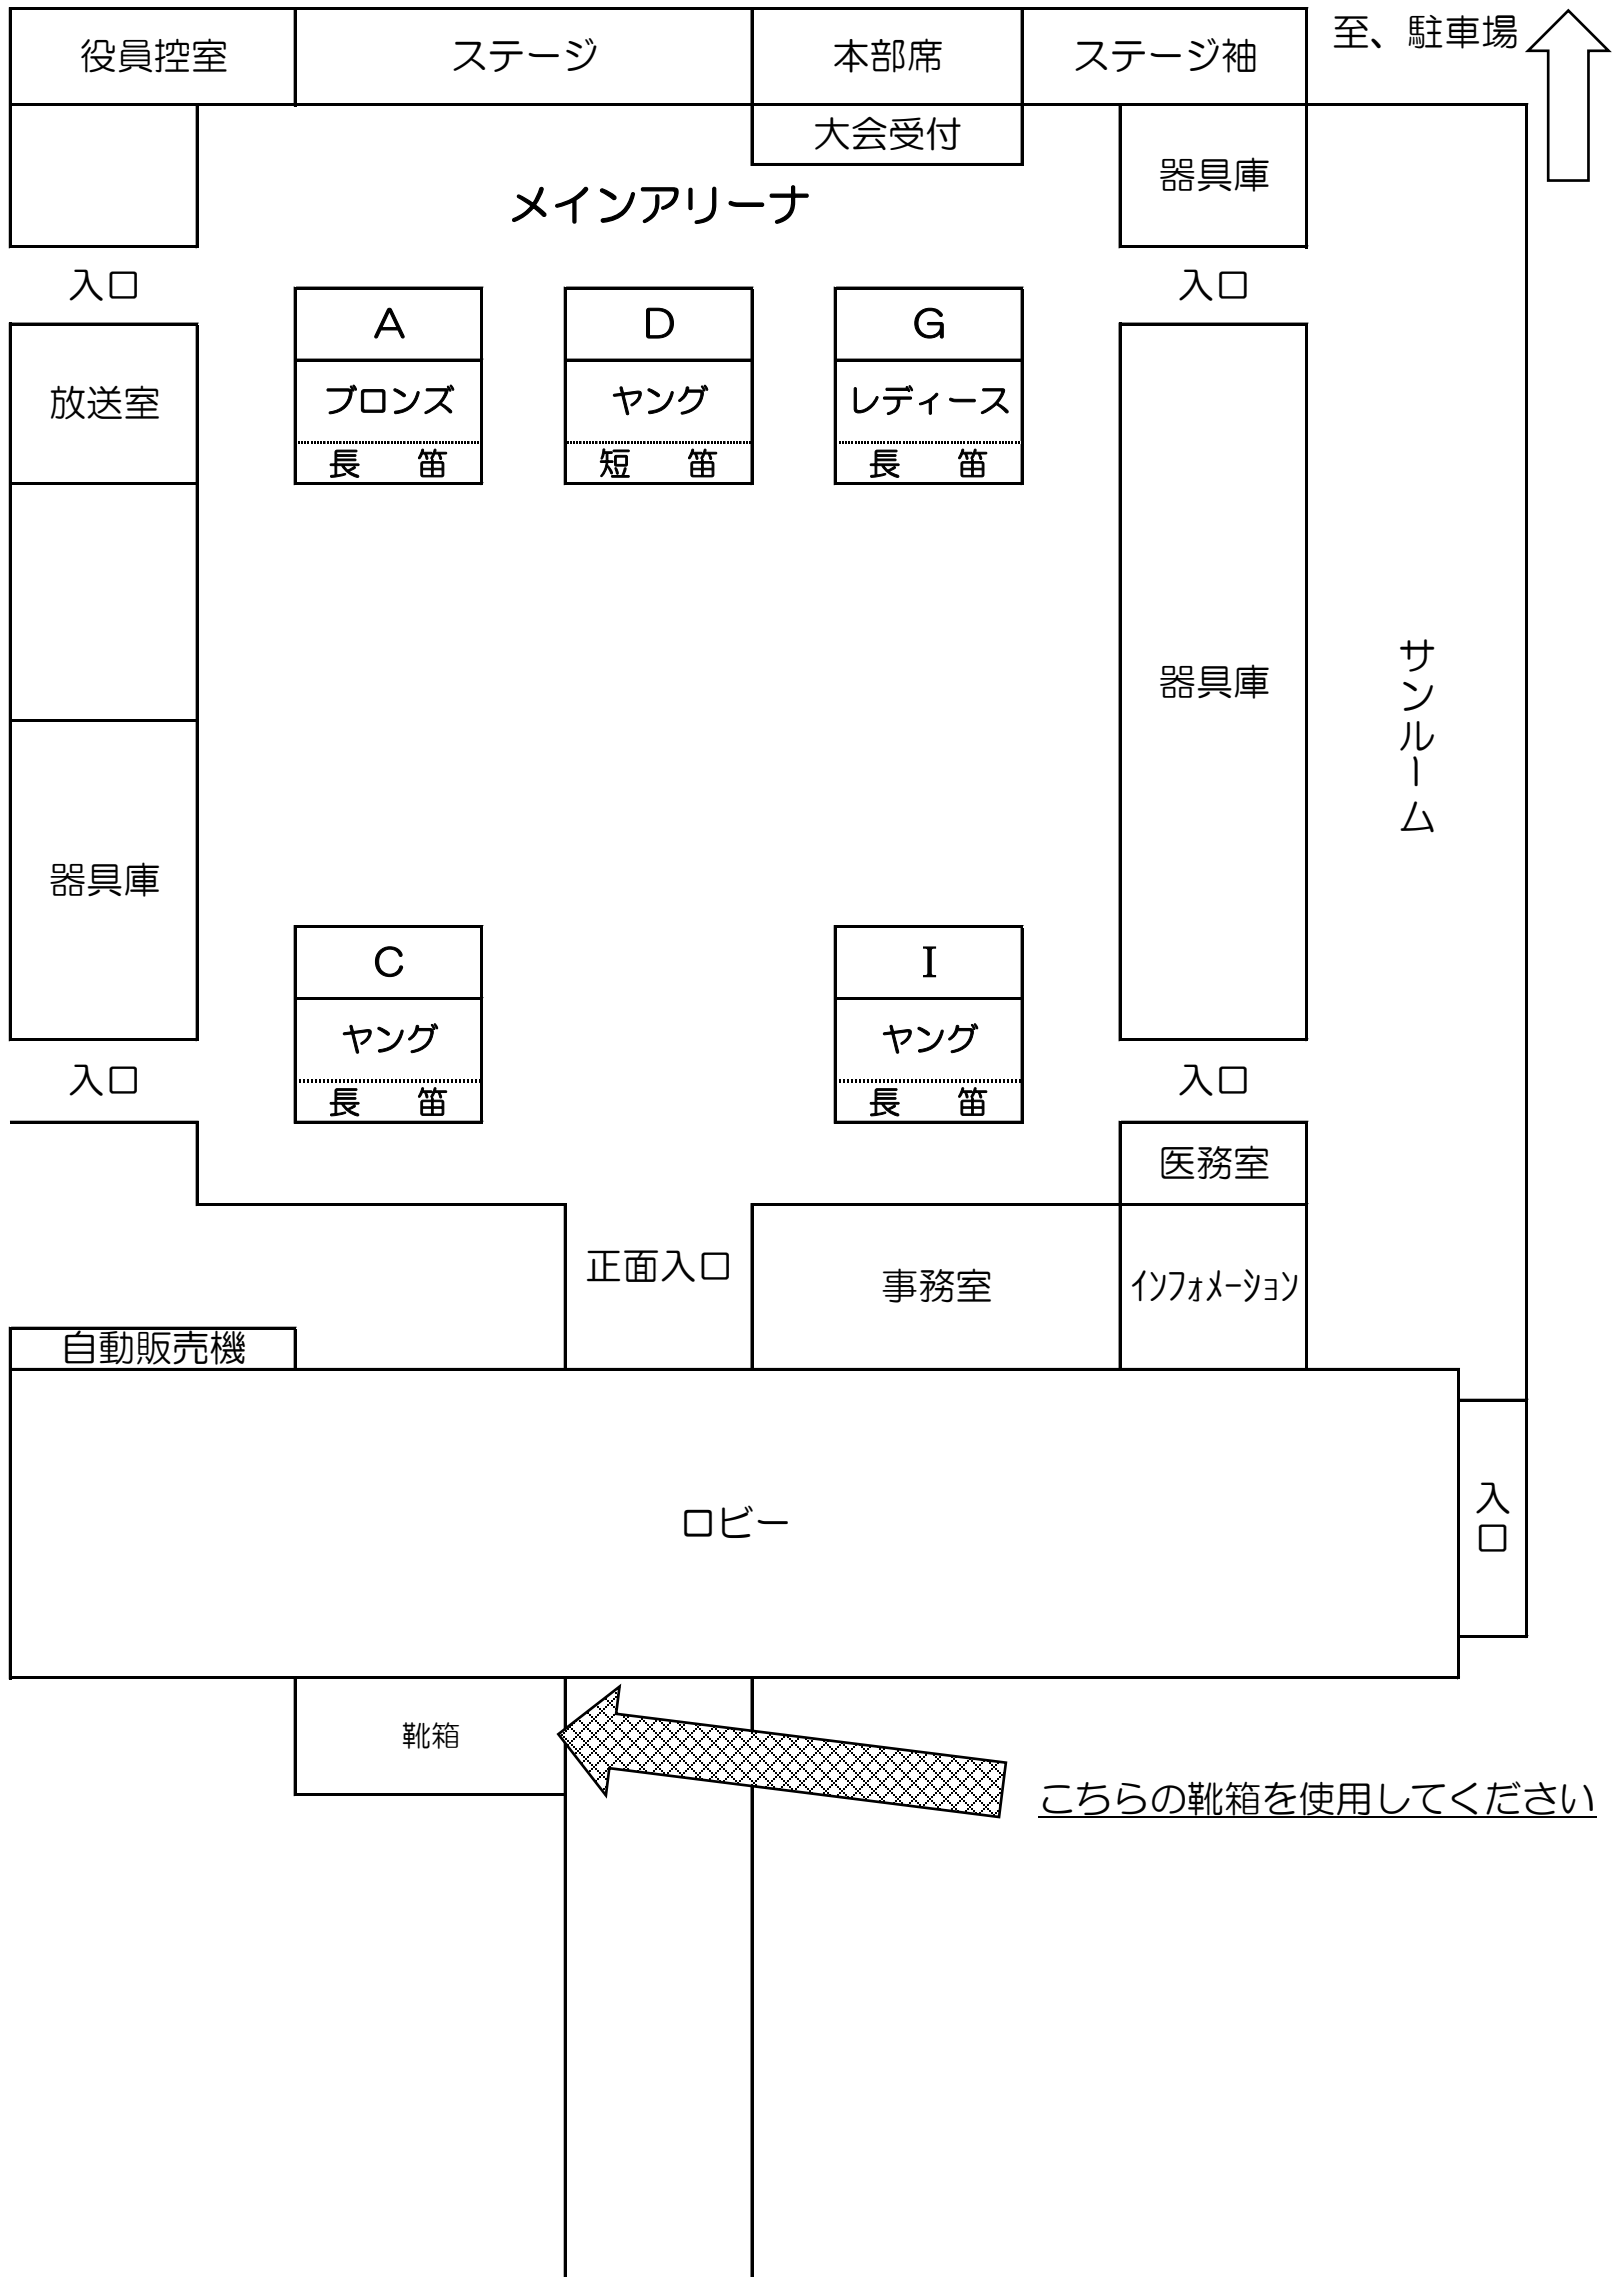 役員控室
ステージ
本部席
ステージ袖
至、駐車場
大会受付
器具庫
メインアリーナ
入口
入口
A
D
G
放送室
ブロンズ
ヤング
レディース
長　笛
短　笛
長　笛
器具庫
サンルーム
器具庫
C
I
ヤング
ヤング
長　笛
長　笛
入口
入口
医務室
正面入口
事務室
ｲﾝﾌｫﾒｰｼｮﾝ
自動販売機
ロビー
入口
靴箱
こちらの靴箱を使用してください